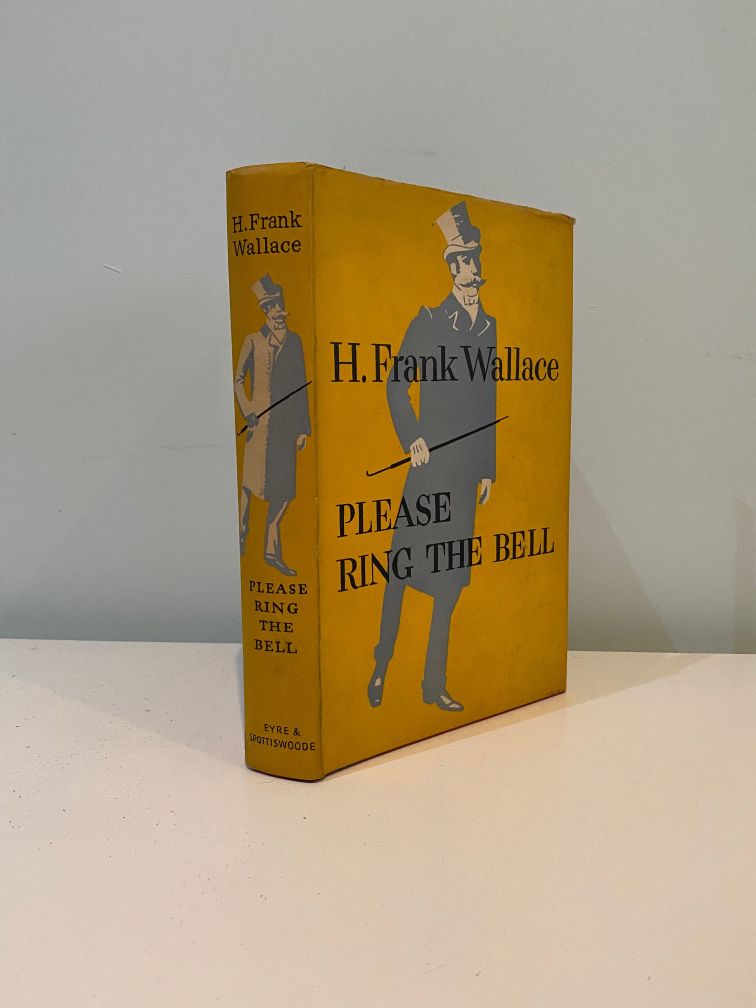 H. Frank
Wallace
PLEASE
RING
THE
BELL
EYRE &
SPOTTISWOODE
H. Frank Wallace
PLEASE
RING THE BELL